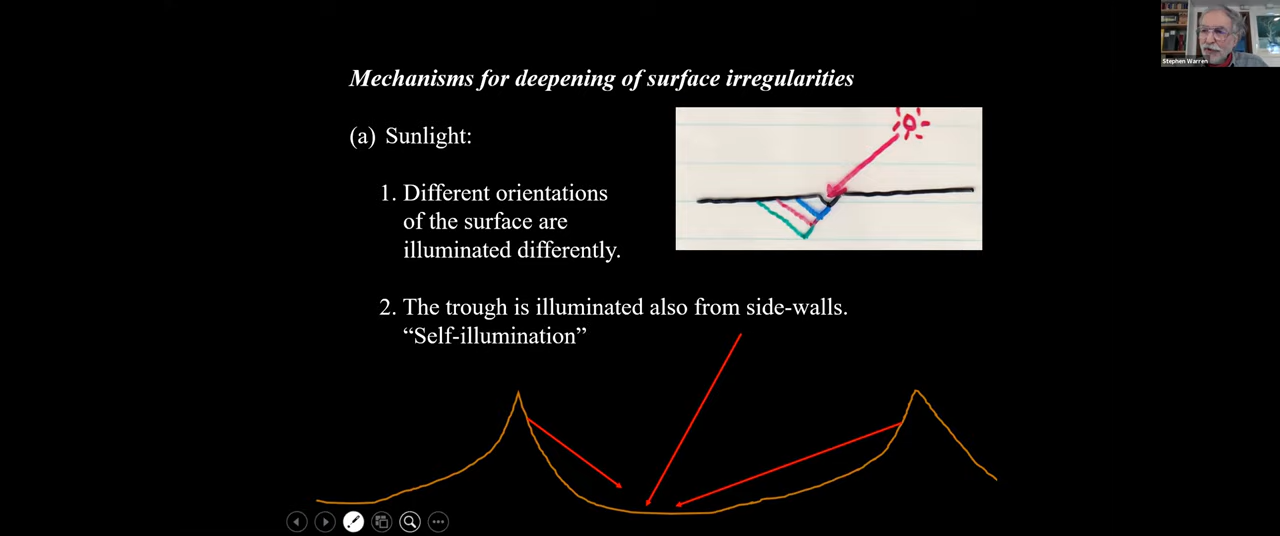 Stephen Warren
Mechanisms for deepening of surface irregularities
(a) Sunlight:
1. Different orientations
of the surface are
illuminated differently.
2. The trough is illuminated also from side-walls.
“Self-illumination”